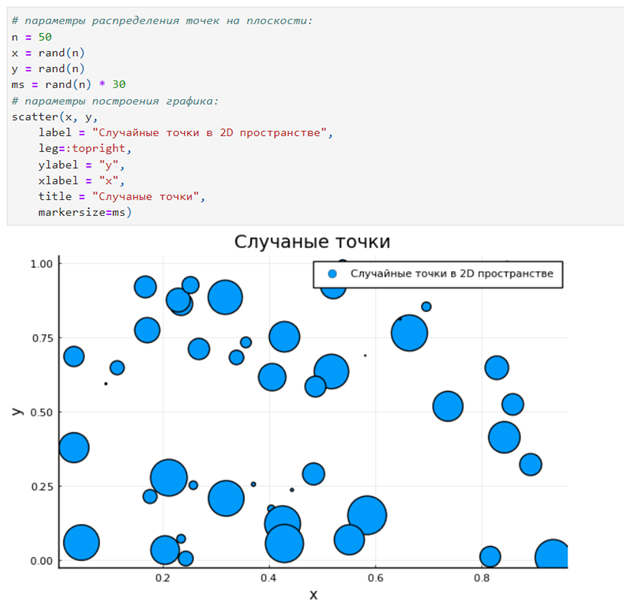 # параметры распределения точек на плоскости:
n = 50
x = rand(n)
y = rand(n)
ms = rand(n) * 30
# параметры построения графика:
scatter(x, y,
label = "Случайные точки в 2D пространстве",
leg=:topright,
ylabel = "y",
xlabel = "x",
title = "Случаные точки",
markersize=ms)
Случаные точки
Случайные точки в 2D пространстве
1.00
0.75
y
0.50
0.25
0.00
0.2 0.4 0.6 0.8
x